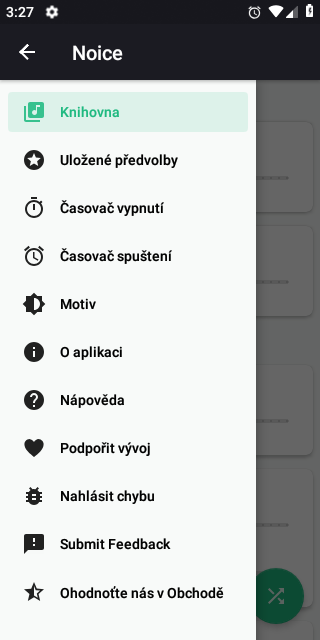 3:27
Noice
Knihovna
Uložené předvolby
Časovač vypnutí
Časovač spuštění
Motiv
O aplikaci
Nápověda
Podpořit vývoj
Nahlásit chybu
Submit Feedback
Ohodnoťte nás v Obchodě